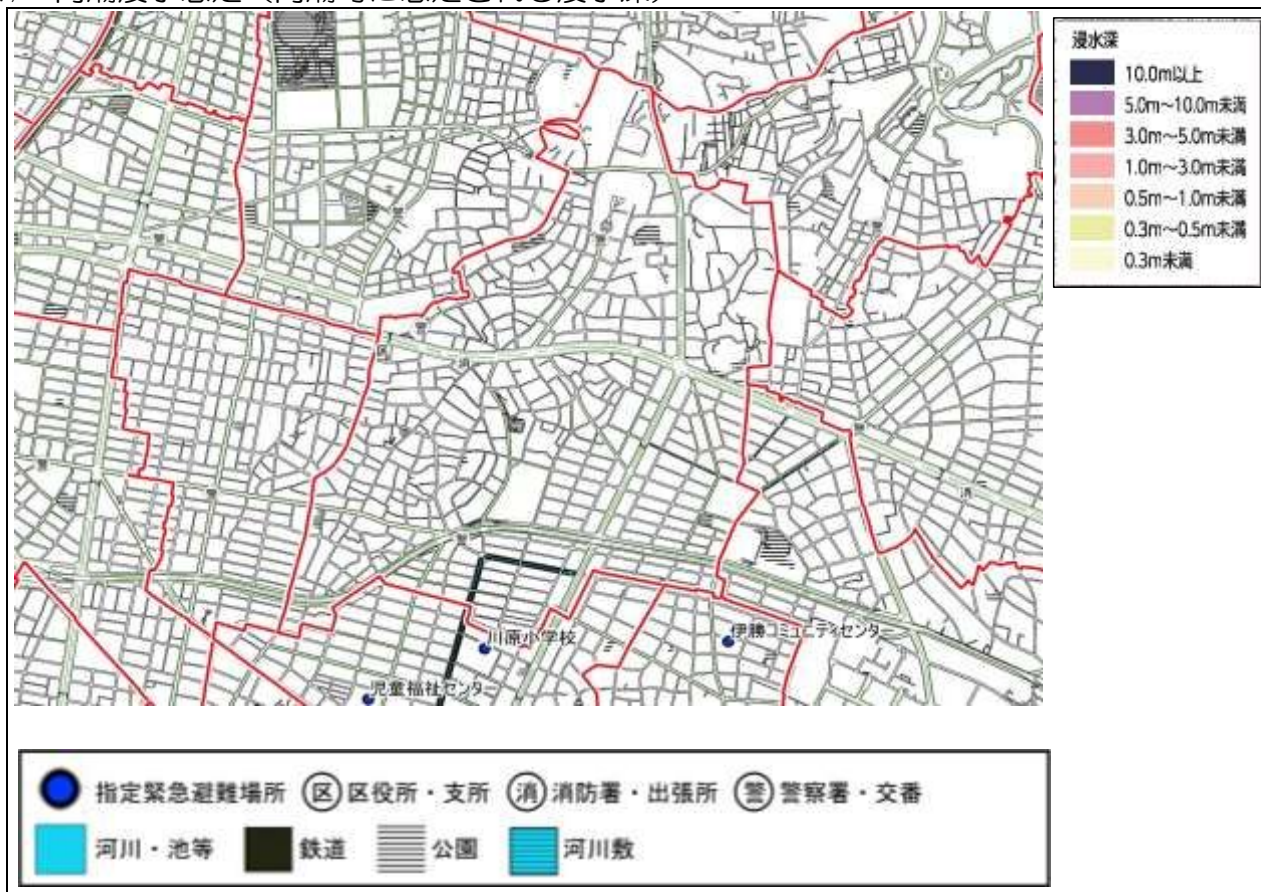 浸水深
10.0m以上
5.0m～10.0m未満
3.0m～5.0m未満
1.0m～3.0m未満
0.5m～1.0m未満
0.3m～0.5m未満
0.3m未満
区
消
消
川原小学校
伊勝コミュニティセンター
児童福祉センター
指定緊急避難場所 区 区役所・支所 消 消防署・出張所 警 警察署・交番
河川・池等 鉄道 公園 河川敷